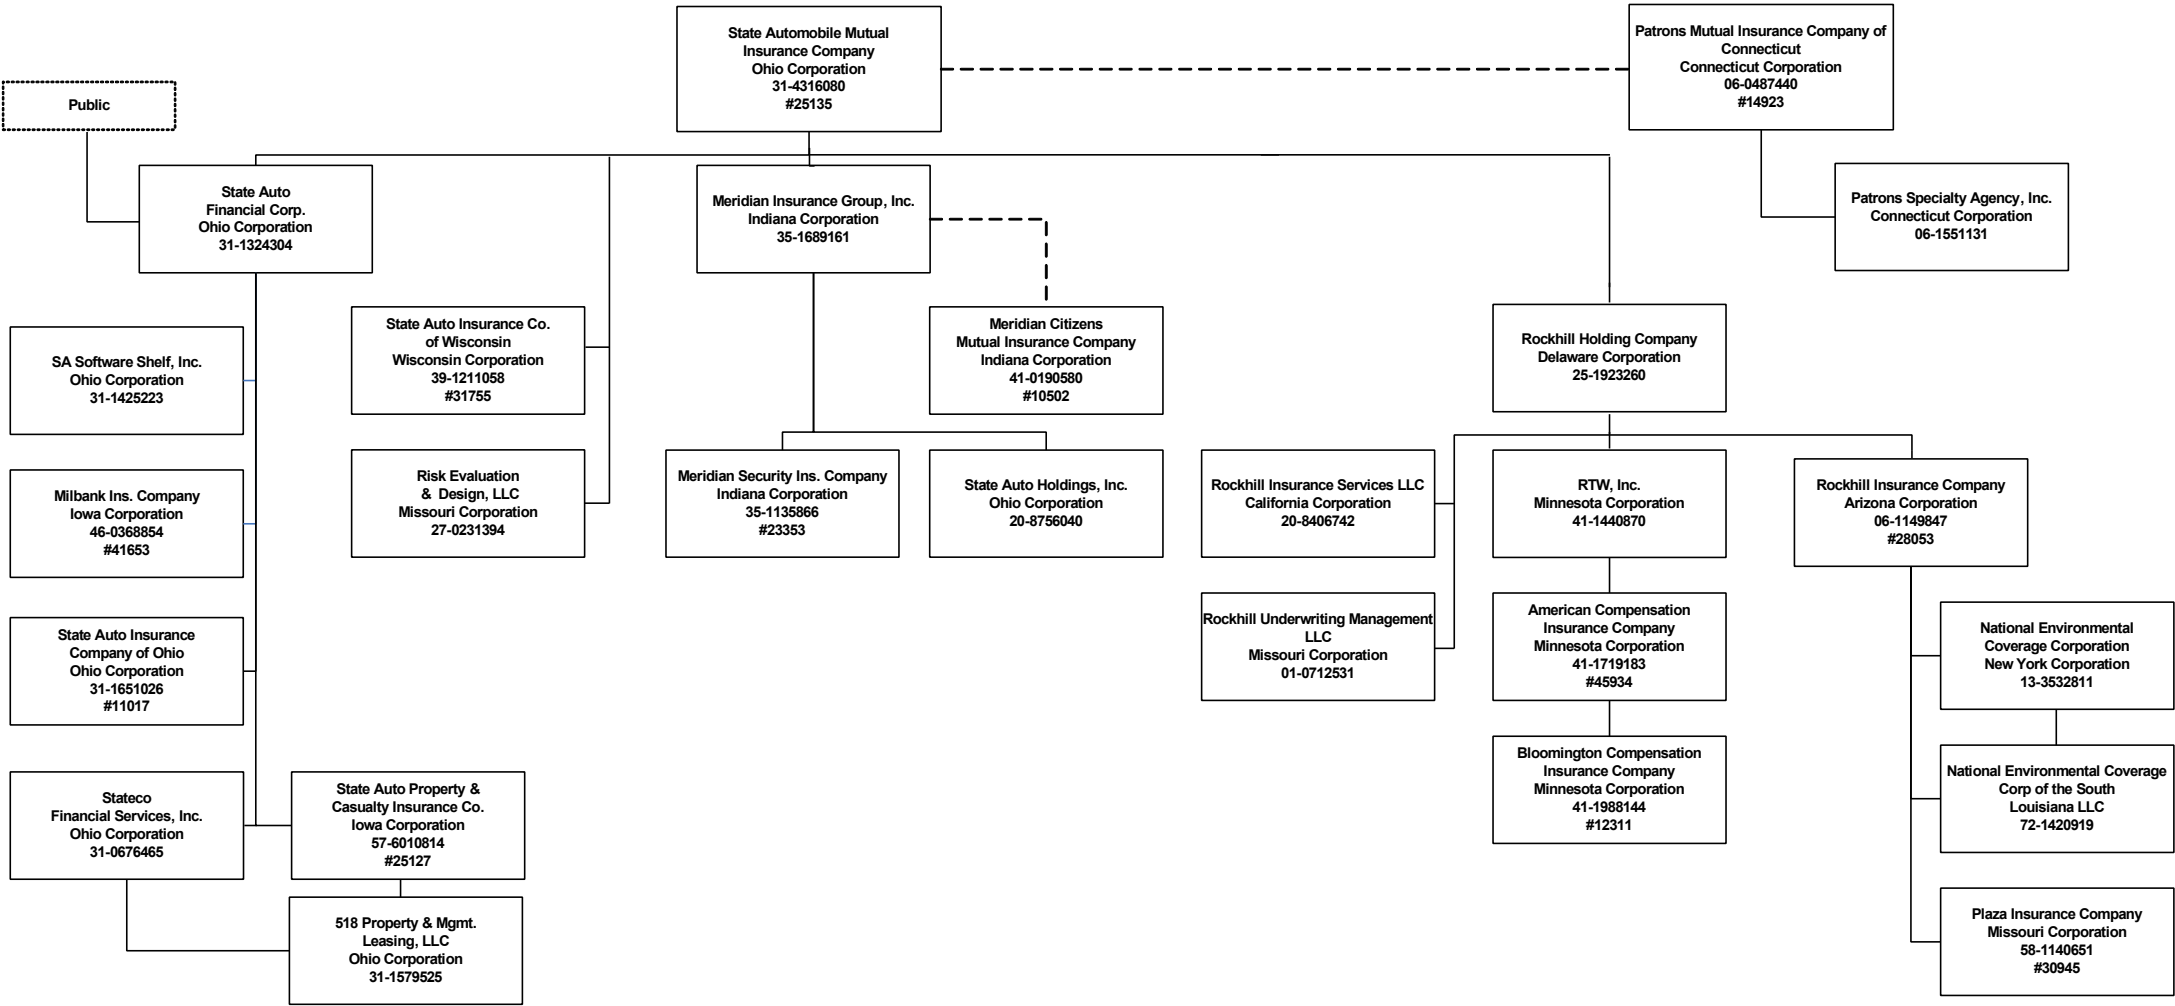 State Automobile Mutual
Insurance Company
Ohio Corporation
31-4316080
#25135
Patrons Mutual Insurance Company of
Connecticut
Connecticut Corporation
06-0487440
#14923
Public
State Auto
Financial Corp.
Ohio Corporation
31-1324304
Meridian Insurance Group, Inc.
Indiana Corporation
35-1689161
Patrons Specialty Agency, Inc.
Connecticut Corporation
06-1551131
SA Software Shelf, Inc.
Ohio Corporation
31-1425223
State Auto Insurance Co.
of Wisconsin
Wisconsin Corporation
39-1211058
#31755
Meridian Citizens
Mutual Insurance Company
Indiana Corporation
41-0190580
#10502
Rockhill Holding Company
Delaware Corporation
25-1923260
Milbank Ins. Company
Iowa Corporation
46-0368854
#41653
Risk Evaluation
& Design, LLC
Missouri Corporation
27-0231394
Meridian Security Ins. Company
Indiana Corporation
35-1135866
#23353
State Auto Holdings, Inc.
Ohio Corporation
20-8756040
Rockhill Insurance Services LLC
California Corporation
20-8406742
RTW, Inc.
Minnesota Corporation
41-1440870
Rockhill Insurance Company
Arizona Corporation
06-1149847
#28053
State Auto Insurance
Company of Ohio
Ohio Corporation
31-1651026
#11017
Rockhill Underwriting Management
LLC
Missouri Corporation
01-0712531
American Compensation
Insurance Company
Minnesota Corporation
41-1719183
#45934
National Environmental
Coverage Corporation
New York Corporation
13-3532811
Stateco
Financial Services, Inc.
Ohio Corporation
31-0676465
State Auto Property &
Casualty Insurance Co.
Iowa Corporation
57-6010814
#25127
Bloomington Compensation
Insurance Company
Minnesota Corporation
41-1988144
#12311
National Environmental Coverage
Corp of the South
Louisiana LLC
72-1420919
518 Property & Mgmt.
Leasing, LLC
Ohio Corporation
31-1579525
Plaza Insurance Company
Missouri Corporation
58-1140651
#30945